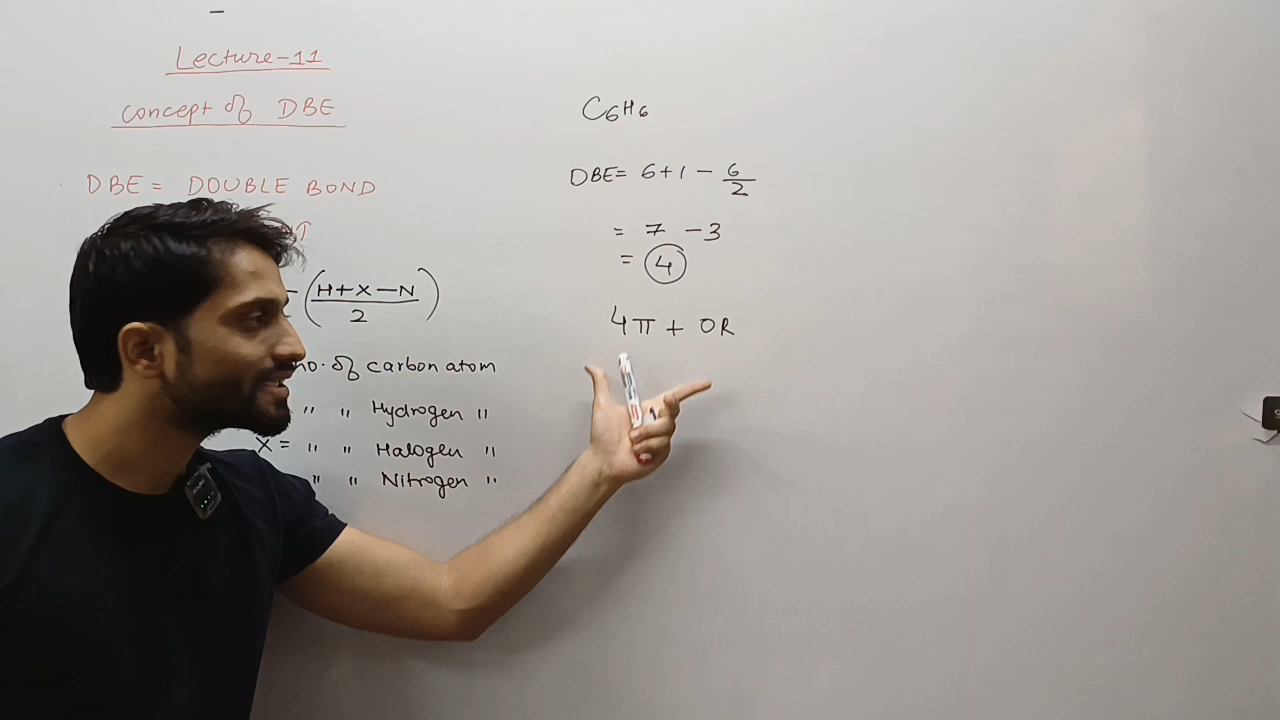 Lecture-11
Concept of DBE
DBE = DOUBLE BOND
- (H+X-N/2)
no. of carbon atom
" " Hydrogen "
X = " " Halogen "
" " Nitrogen "
C6H6
DBE= 6+1 - 6/2
= 7 - 3
= 4
4π + 0R